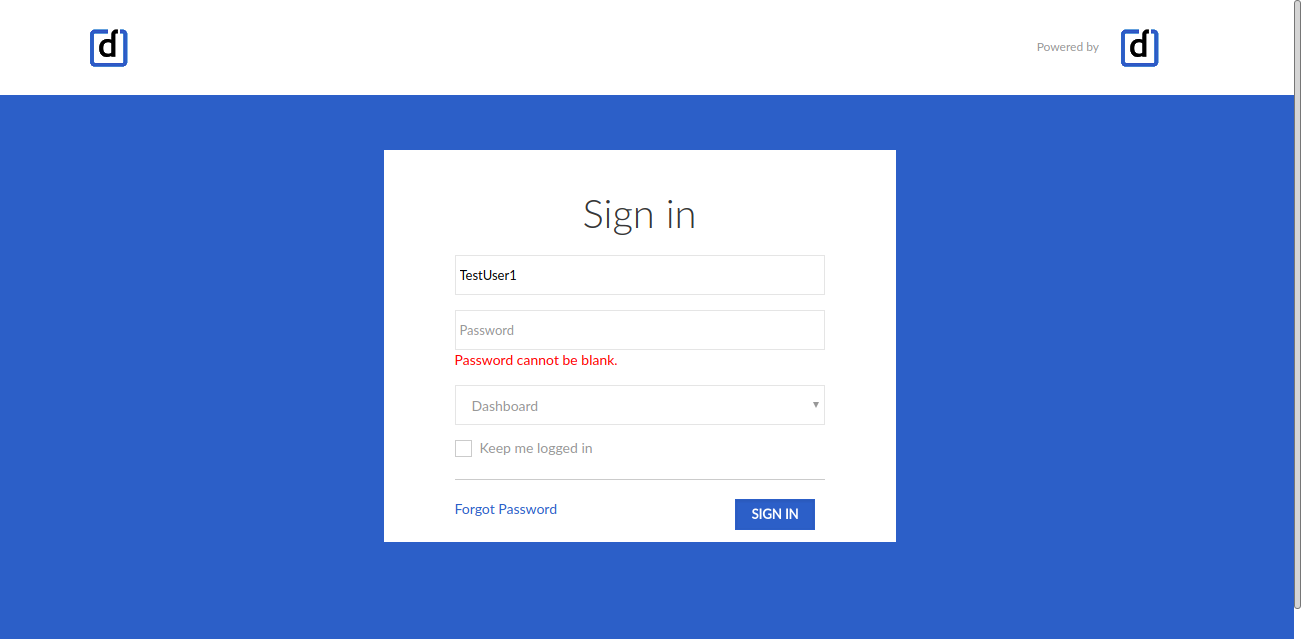 d
Powered by
d
Sign in
TestUser1
Password
Password cannot be blank.
Dashboard
Keep me logged in
Forgot Password
SIGN IN